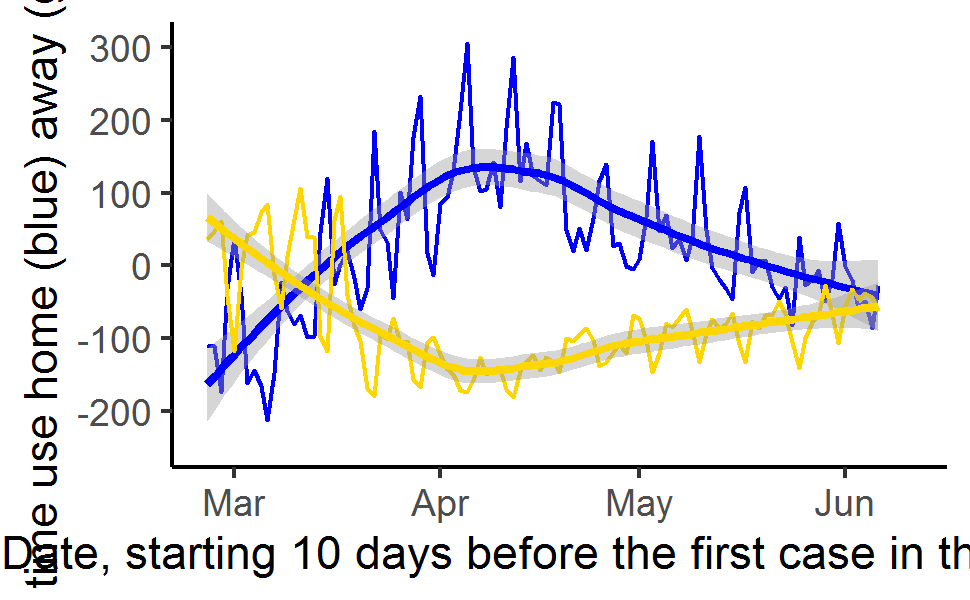 time use home (blue) away (
300
200
100
0
-100
-200
Mar Apr May Jun
Date, starting 10 days before the first case in th